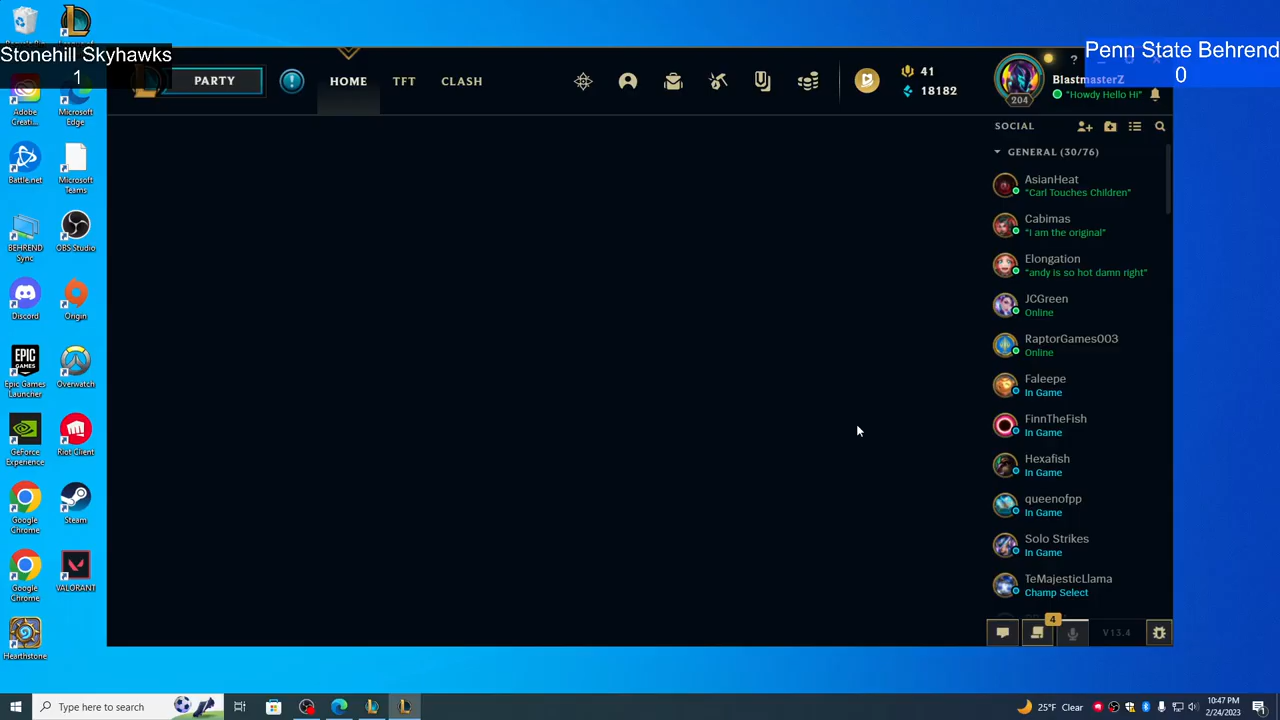 Stonehill Skyhawks
1
Penn State Behrend
0
PARTY
HOME
TFT
CLASH
41
18182
204
BlastmasterZ
"Howdy Hello Hi"
SOCIAL
GENERAL (30/76)
AsianHeat
"Carl Touches Children"
Cabimas
"I am the original"
Elongation
"andy is so hot damn right"
JCGreen
Online
RaptorGames003
Online
Faleepe
In Game
FinnTheFish
In Game
Hexafish
In Game
queenofpp
In Game
Solo Strikes
In Game
TeMajesticLlama
Champ Select
4
V13.4
Adobe
Creati...
Microsoft
Edge
Battle.net
Microsoft
Teams
BEHREND
Sync
OBS Studio
Discord
Origin
EPIC
GAMES
Epic Games
Launcher
Overwatch
GeForce
Experience
Riot Client
Google
Chrome
Steam
Google
Chrome
VALORANT
Hearthstone
Type here to search
25°F Clear
10:47 PM
2/24/2023
1